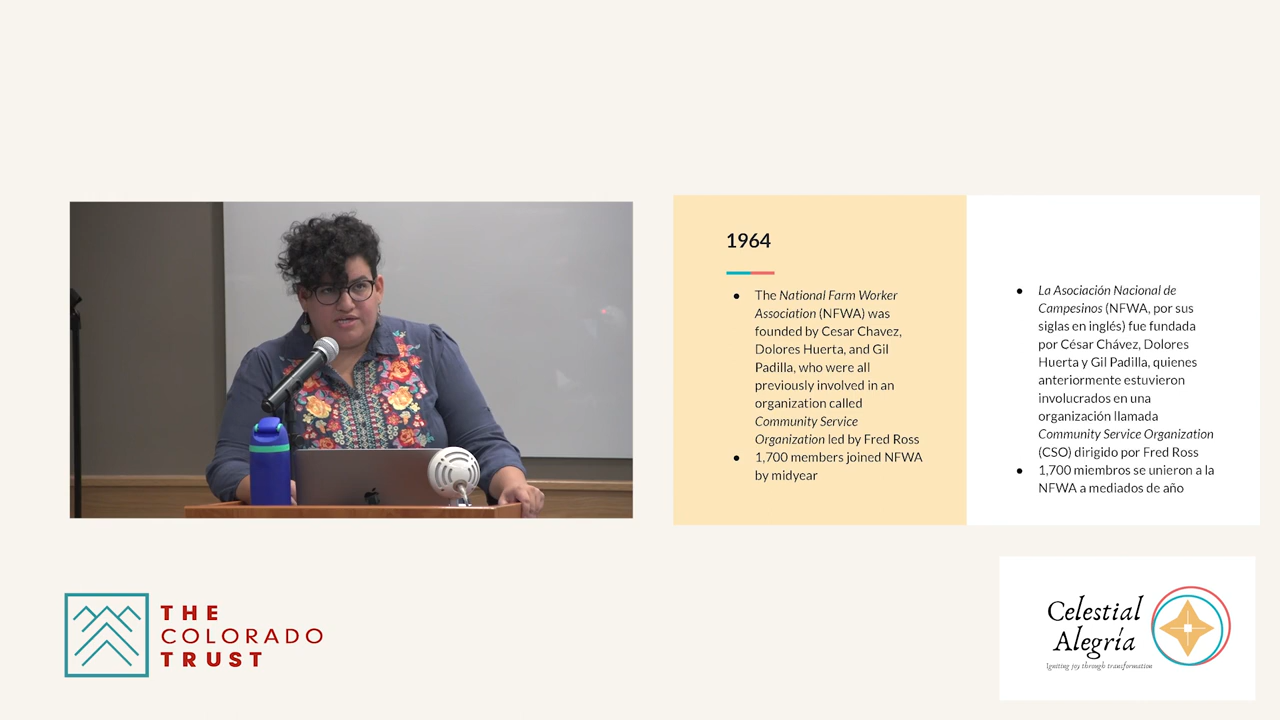 1964
● The National Farm Worker
Association (NFWA) was
founded by Cesar Chavez,
Dolores Huerta, and Gil
Padilla, who were all
previously involved in an
organization called
Community Service
Organization led by Fred Ross
● 1,700 members joined NFWA
by midyear
● La Asociación Nacional de
Campesinos (NFWA, por sus
siglas en inglés) fue fundada
por César Chávez, Dolores
Huerta y Gil Padilla, quienes
anteriormente estuvieron
involucrados en una
organización llamada
Community Service Organization
(CSO) dirigido por Fred Ross
● 1,700 miembros se unieron a la
NFWA a mediados de año
THE
COLORADO
TRUST
Celestial
Alegría
Igniting joy through transformation